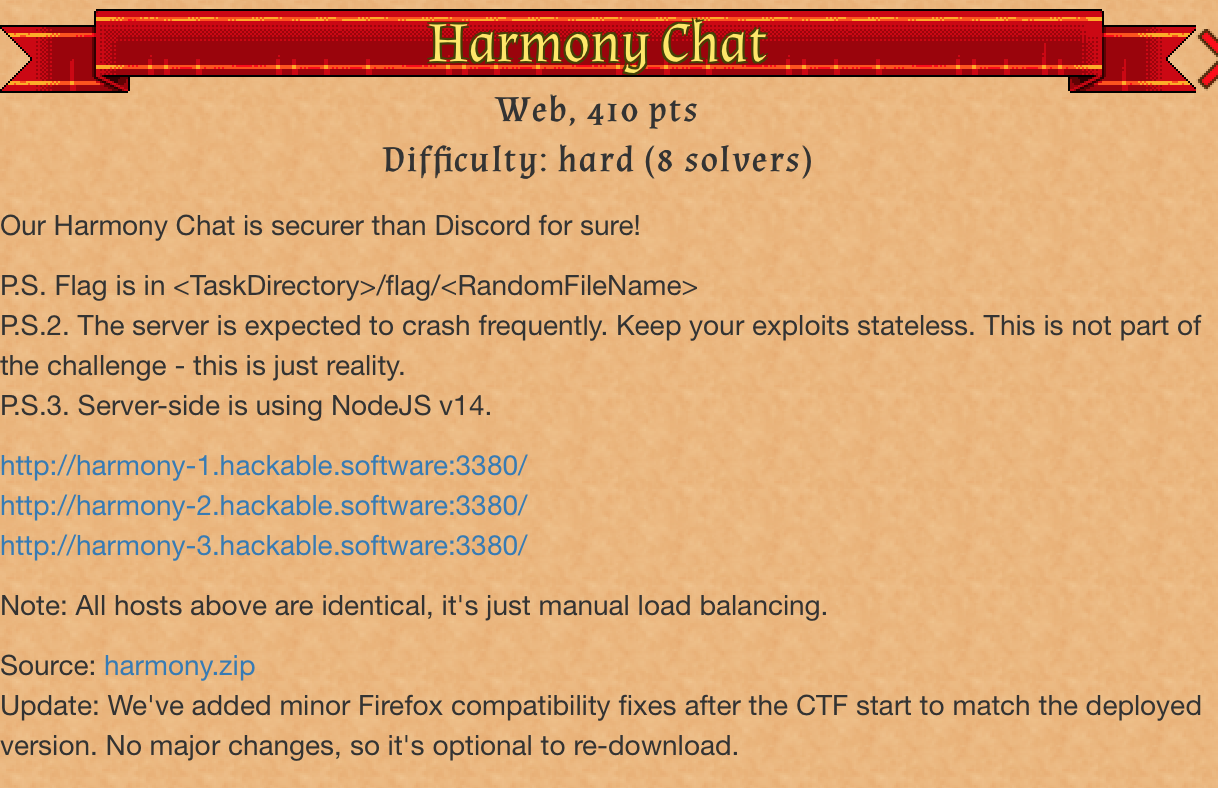 Harmony Chat
Web, 410 pts
Difficulty: hard (8 solvers)
Our Harmony Chat is securer than Discord for sure!
P.S. Flag is in <TaskDirectory>/flag/<RandomFileName>
P.S.2. The server is expected to crash frequently. Keep your exploits stateless. This is not part of
the challenge - this is just reality.
P.S.3. Server-side is using NodeJS v14.
http://harmony-1.hackable.software:3380/
http://harmony-2.hackable.software:3380/
http://harmony-3.hackable.software:3380/
Note: All hosts above are identical, it's just manual load balancing.
Source: harmony.zip
Update: We've added minor Firefox compatibility fixes after the CTF start to match the deployed
version. No major changes, so it's optional to re-download.